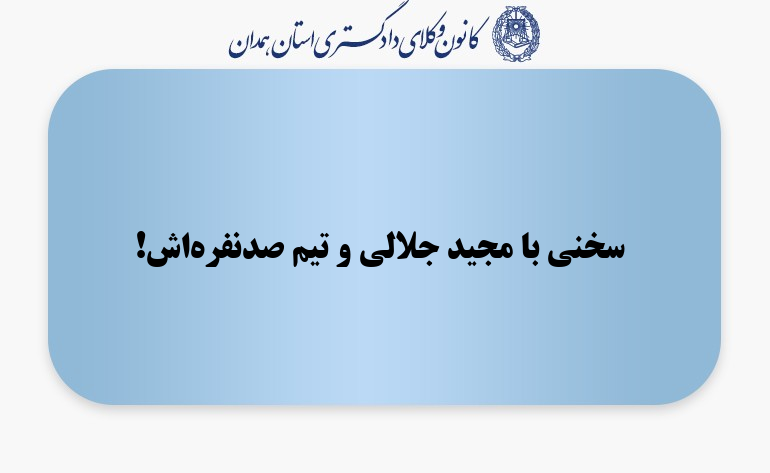 کانون وکلای دادگستری استان همدان
سخنی با مجید جلالی و تیم صدنفره‌اش!